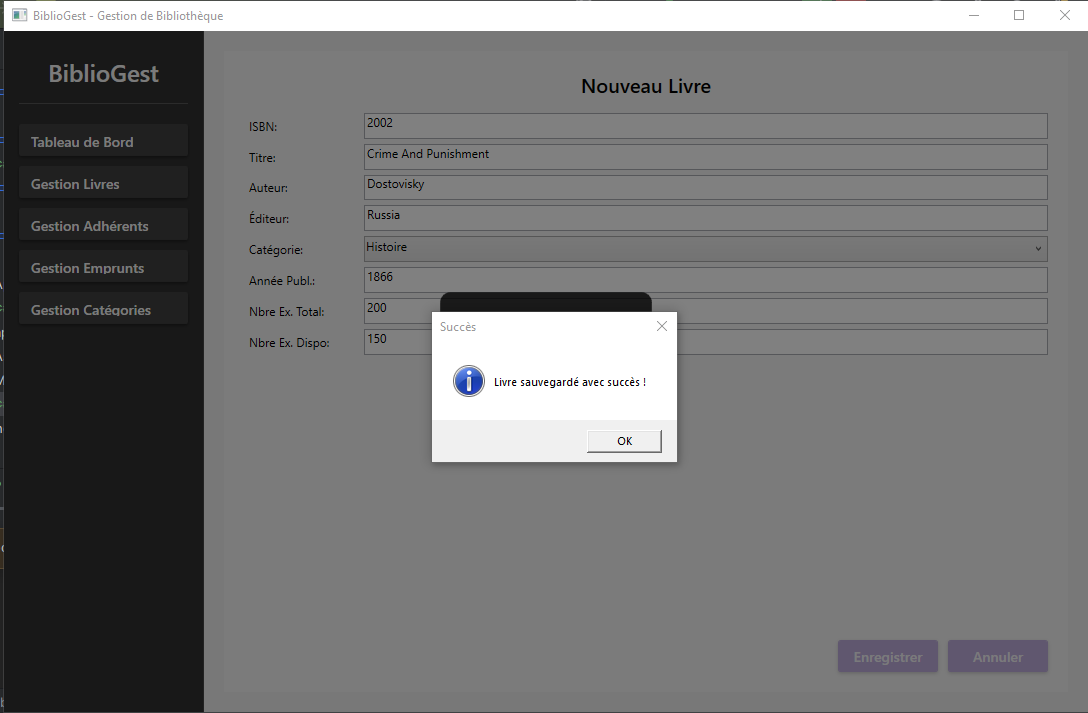 BiblioGest - Gestion de Bibliothèque
BiblioGest
Tableau de Bord
Gestion Livres
Gestion Adhérents
Gestion Emprunts
Gestion Catégories
Nouveau Livre
ISBN: 2002
Titre: Crime And Punishment
Auteur: Dostovisky
Éditeur: Russia
Catégorie: Histoire
Année Publ.: 1866
Nbre Ex. Total: 200
Nbre Ex. Dispo: 150
Succès
Livre sauvegardé avec succès !
OK
Enregistrer Annuler